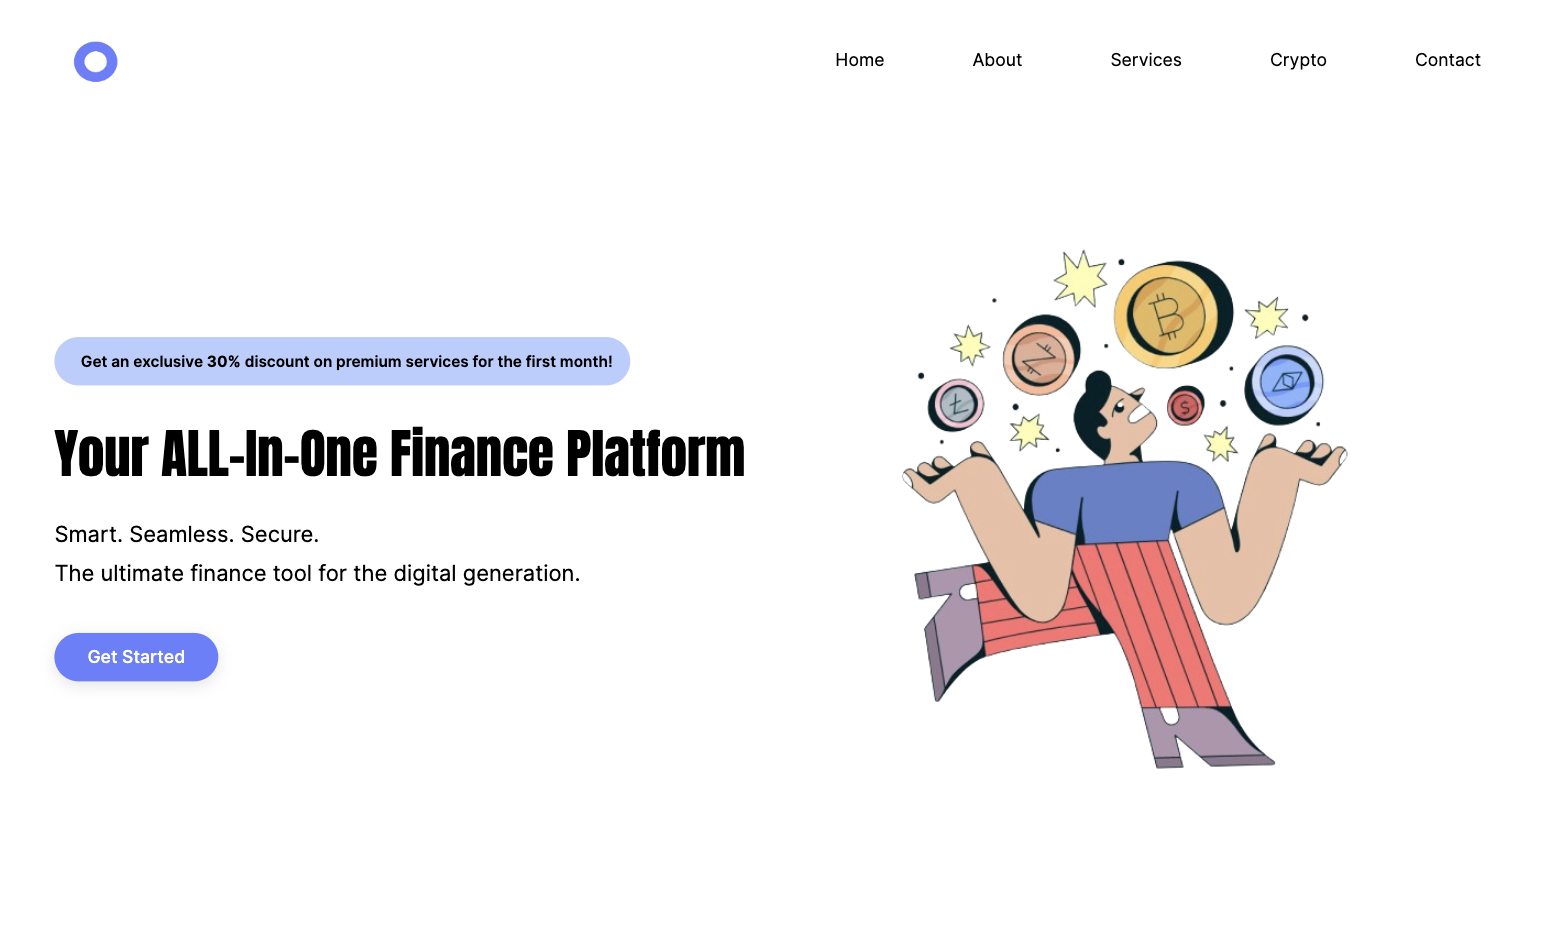 Home About Services Crypto Contact
Get an exclusive 30% discount on premium services for the first month!
Your ALL-In-One Finance Platform
Smart. Seamless. Secure.
The ultimate finance tool for the digital generation.
Get Started